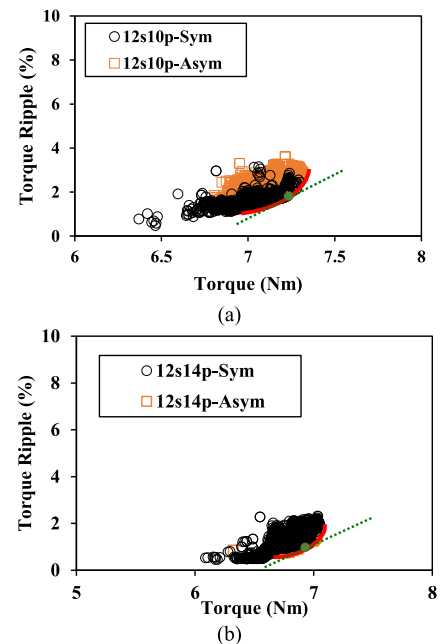 10
8
6
4
2
0
Torque Ripple (%)
12s10p-Sym
12s10p-Asym
6
6.5
7
7.5
8
Torque (Nm)
(a)
10
8
6
4
2
0
Torque Ripple (%)
12s14p-Sym
12s14p-Asym
5
6
7
8
Torque (Nm)
(b)